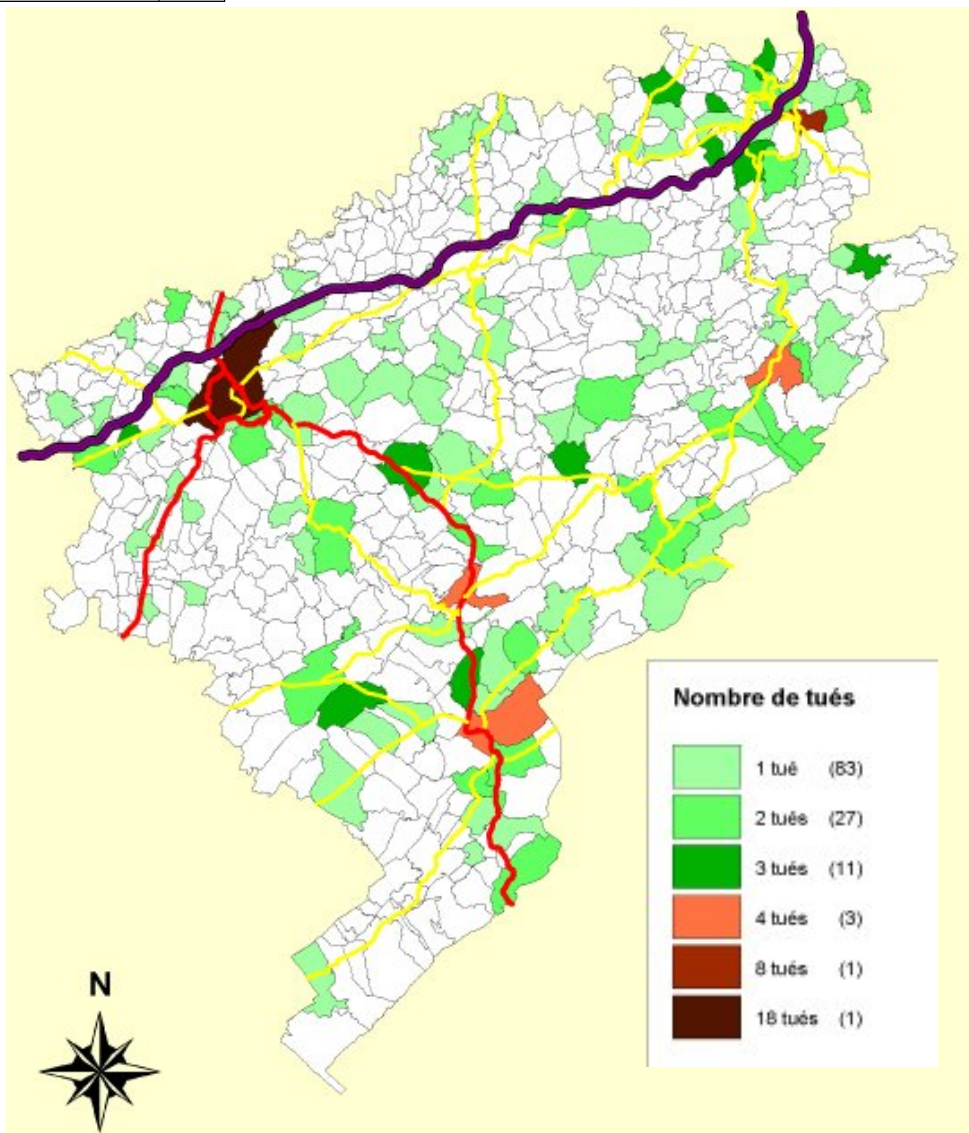 Nombre de tués
1 tué (83)
2 tués (27)
3 tués (11)
4 tués (3)
8 tués (1)
18 tués (1)
N